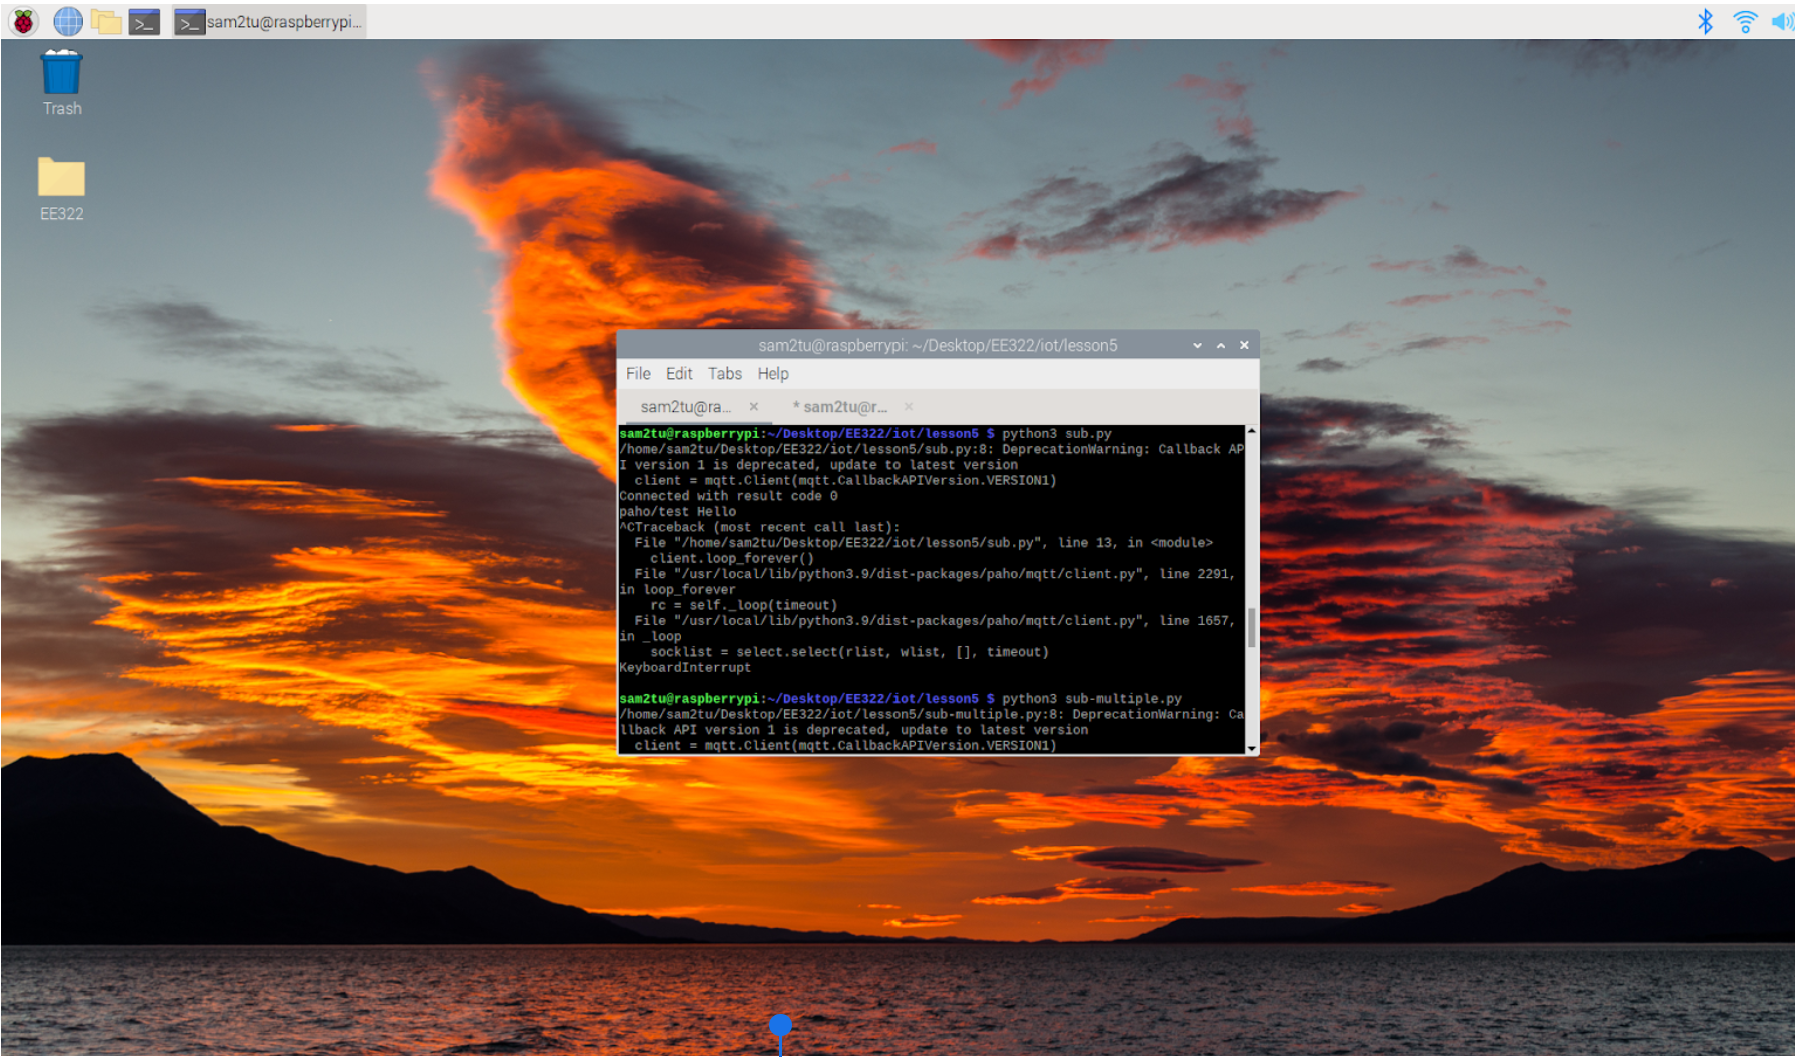 sam2tu@raspberrypi...
Trash
EE322
sam2tu@raspberrypi: ~/Desktop/EE322/iot/lesson5
File Edit Tabs Help
sam2tu@ra... * sam2tu@r...
sam2tu@raspberrypi:~/Desktop/EE322/iot/lesson5 $ python3 sub.py
/home/sam2tu/Desktop/EE322/iot/lesson5/sub.py:8: DeprecationWarning: Callback AP
I version 1 is deprecated, update to latest version
client = mqtt.Client(mqtt.CallbackAPIVersion.VERSION1)
Connected with result code 0
paho/test Hello
^CTraceback (most recent call last):
File "/home/sam2tu/Desktop/EE322/iot/lesson5/sub.py", line 13, in <module>
client.loop_forever()
File "/usr/local/lib/python3.9/dist-packages/paho/mqtt/client.py", line 2291,
in loop_forever
rc = self._loop(timeout)
File "/usr/local/lib/python3.9/dist-packages/paho/mqtt/client.py", line 1657,
in _loop
socklist = select.select(rlist, wlist, [], timeout)
KeyboardInterrupt
sam2tu@raspberrypi:~/Desktop/EE322/iot/lesson5 $ python3 sub-multiple.py
/home/sam2tu/Desktop/EE322/iot/lesson5/sub-multiple.py:8: DeprecationWarning: Ca
llback API version 1 is deprecated, update to latest version
client = mqtt.Client(mqtt.CallbackAPIVersion.VERSION1)